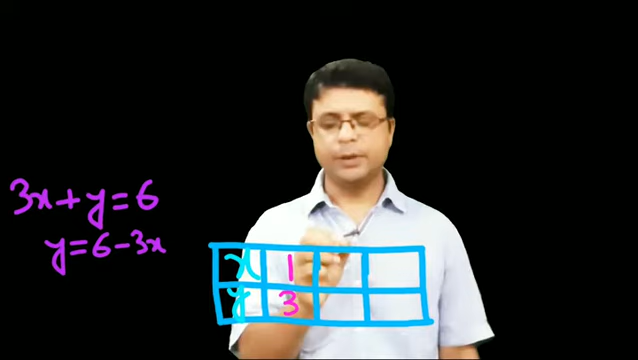 3x + y = 6
y = 6 - 3x
x 1
y 3